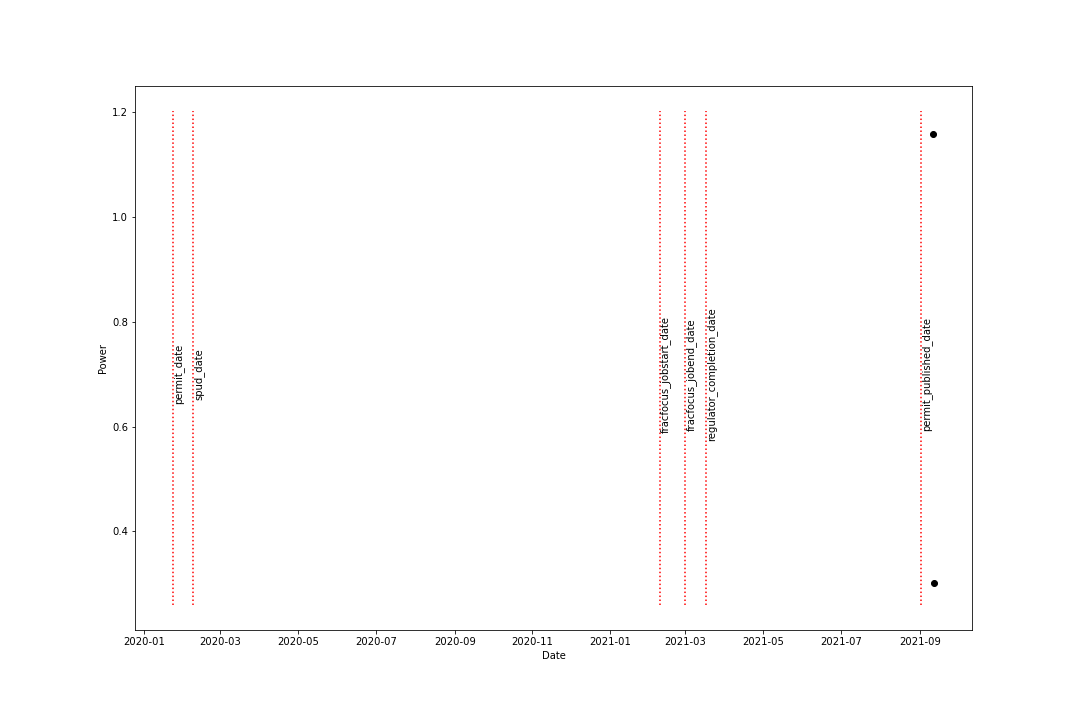 1.2
1.0
0.8
0.6
0.4
Power
permit_date
spud_date
fracfocus_jobstart_date
fracfocus_jobend_date
regulator_completion_date
permit_published_date
2020-01 2020-03 2020-05 2020-07 2020-09 2020-11 2021-01 2021-03 2021-05 2021-07 2021-09
Date